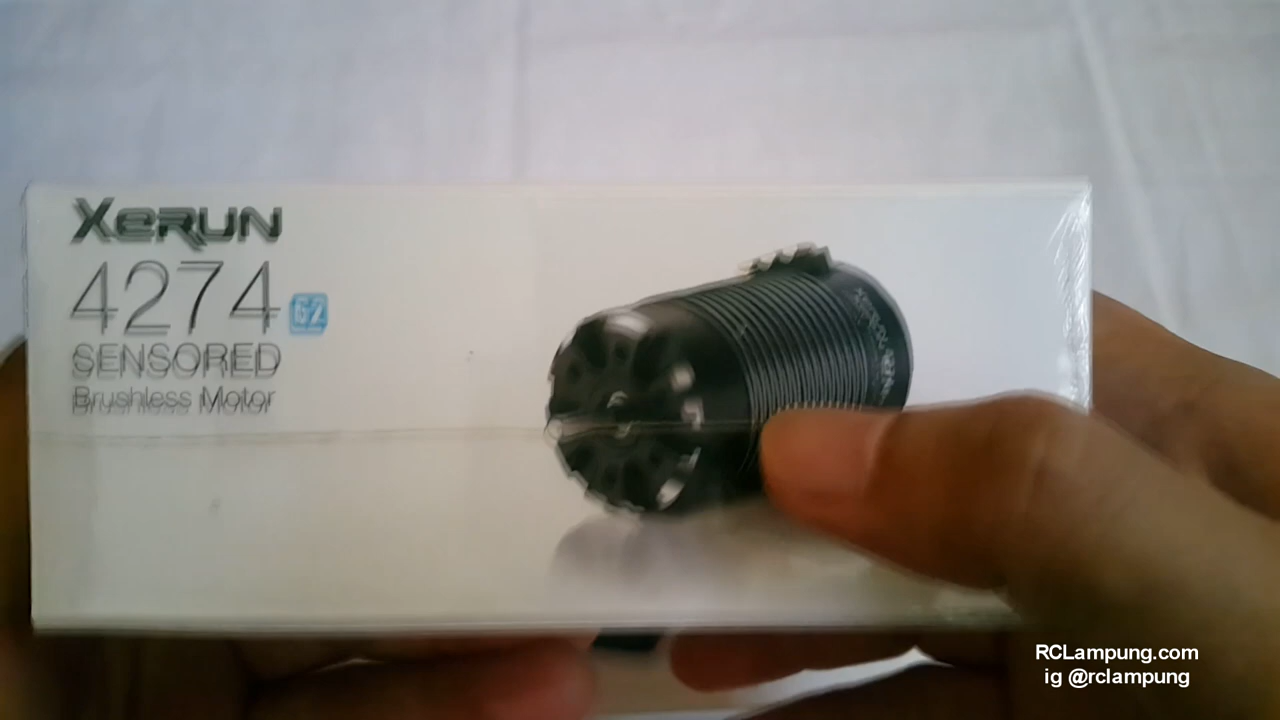 XERUN
4274 G2
SENSORED
Brushless Motor
RCLampung.com
ig @rclampung